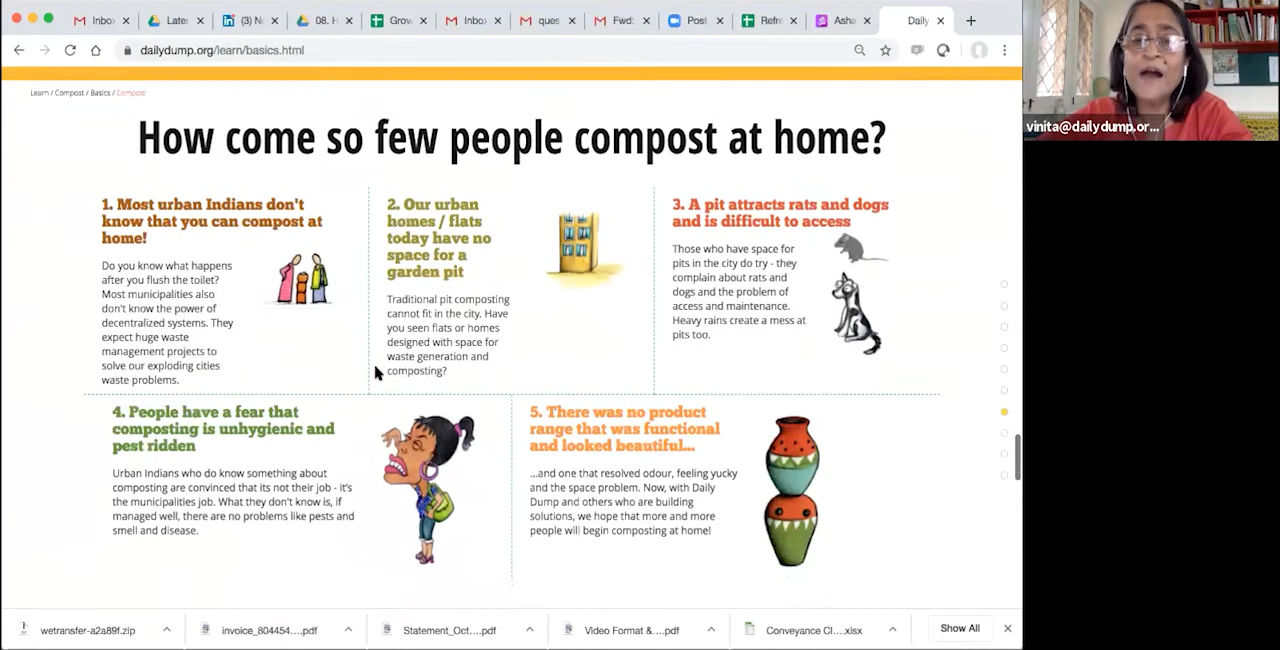 Inbo
Late
(3) N
08. H
Grow
Inbo
ques
Fwd:
Post
Refr
Asha
Daily
dailydump.org/learn/basics.html
Learn / Compost / Basics / Compost
How come so few people compost at home?
1. Most urban Indians don't
know that you can compost at
home!
Do you know what happens
after you flush the toilet?
Most municipalities also
don't know the power of
decentralized systems. They
expect huge waste
management projects to
solve our exploding cities
waste problems.
2. Our urban
homes / flats
today have no
space for a
garden pit
Traditional pit composting
cannot fit in the city. Have
you seen flats or homes
designed with space for
waste generation and
composting?
3. A pit attracts rats and dogs
and is difficult to access
Those who have space for
pits in the city do try - they
complain about rats and
dogs and the problem of
access and maintenance.
Heavy rains create a mess at
pits too.
4. People have a fear that
composting is unhygienic and
pest ridden
Urban Indians who do know something about
composting are convinced that its not their job - it's
the municipalities job. What they don't know is, if
managed well, there are no problems like pests and
smell and disease.
5. There was no product
range that was functional
and looked beautiful...
...and one that resolved odour, feeling yucky
and the space problem. Now, with Daily
Dump and others who are building
solutions, we hope that more and more
people will begin composting at home!
vinita@dailydump.or...
wetransfer-a2a89f.zip
invoice_804454....pdf
Statement_Oct....pdf
Video Format &....pdf
Conveyance Cl....xlsx
Show All